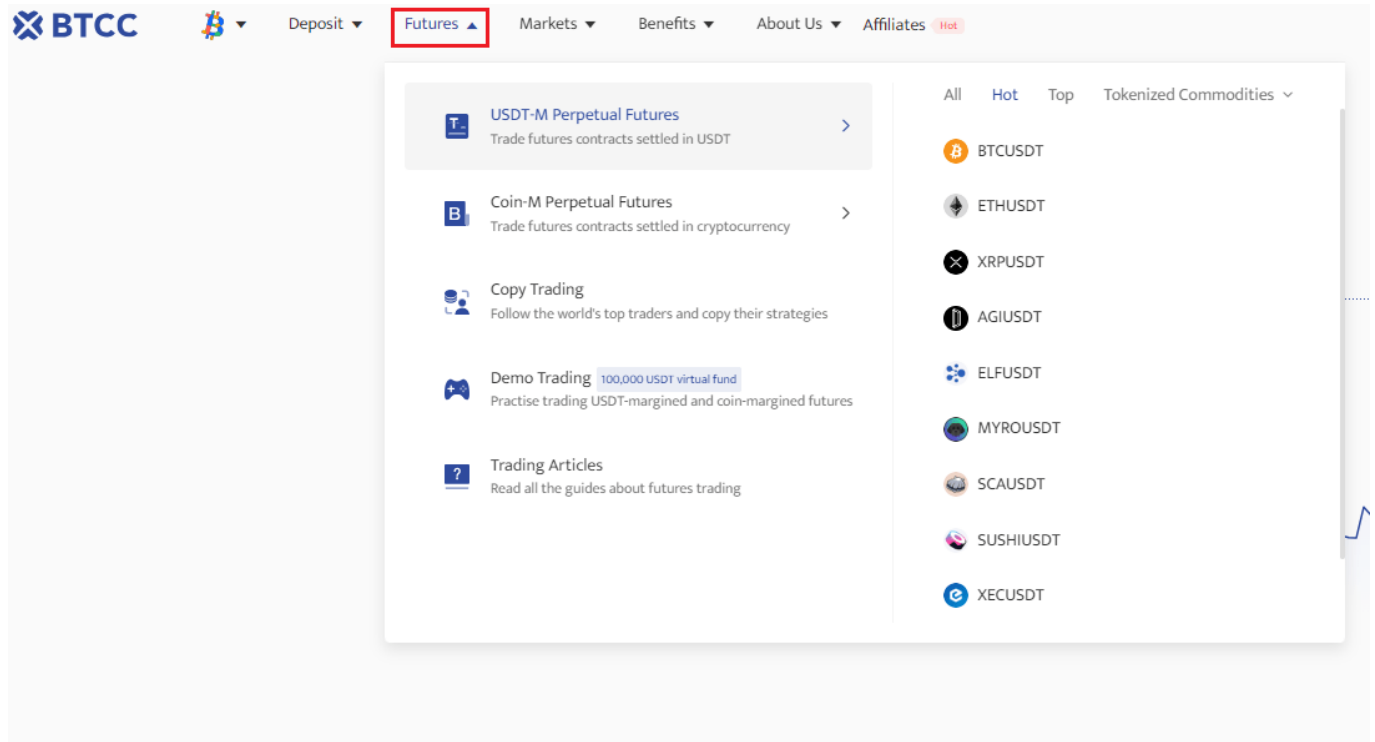 BTCC
Deposit
Futures
Markets
Benefits
About Us
Affiliates
Hot
USDT-M Perpetual Futures
Trade futures contracts settled in USDT
Coin-M Perpetual Futures
Trade futures contracts settled in cryptocurrency
Copy Trading
Follow the world's top traders and copy their strategies
Demo Trading 100,000 USDT virtual fund
Practise trading USDT-margined and coin-margined futures
Trading Articles
Read all the guides about futures trading
All Hot Top Tokenized Commodities
BTCUSDT
ETHUSDT
XRPUSDT
AGIUSDT
ELFUSDT
MYROUSDT
SCAUSDT
SUSHIUSDT
XECUSDT